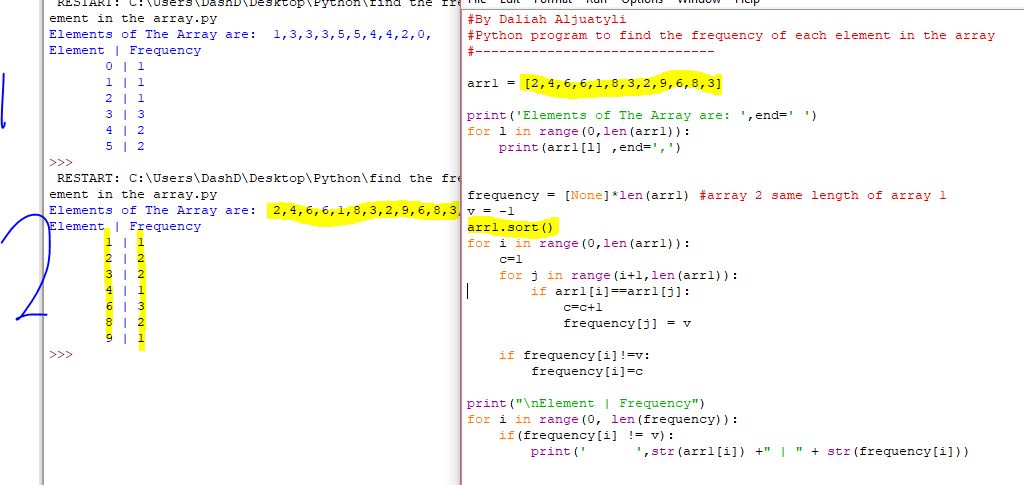 RESTART: C:\Users\DashD\Desktop\Python\find the fre
ement in the array.py
Elements of The Array are:  1,3,3,3,5,5,4,4,2,0,
Element | Frequency
0 | 1
1 | 1
2 | 1
3 | 3
4 | 2
5 | 2
>>>
RESTART: C:\Users\DashD\Desktop\Python\find the fre
ement in the array.py
Elements of The Array are:  2,4,6,6,1,8,3,2,9,6,8,3
Element | Frequency
1 | 1
2 | 2
3 | 2
4 | 1
6 | 3
8 | 2
9 | 1
>>>
1
2
File Edit Format Run Options Window Help
#By Daliah Aljuatyli
#Python program to find the frequency of each element in the array
#------------------------------
arr1 = [2,4,6,6,1,8,3,2,9,6,8,3]
print('Elements of The Array are: ',end=' ')
for l in range(0,len(arr1)):
    print(arr1[l] ,end=',')
frequency = [None]*len(arr1) #array 2 same length of array 1
v = -1
arr1.sort()
for i in range(0,len(arr1)):
    c=1
    for j in range(i+1,len(arr1)):
        if arr1[i]==arr1[j]:
            c=c+1
            frequency[j] = v
    if frequency[i]!=v:
        frequency[i]=c
print("\nElement | Frequency")
for i in range(0, len(frequency)):
    if(frequency[i] != v):
        print('      ',str(arr1[i]) +" | " + str(frequency[i]))